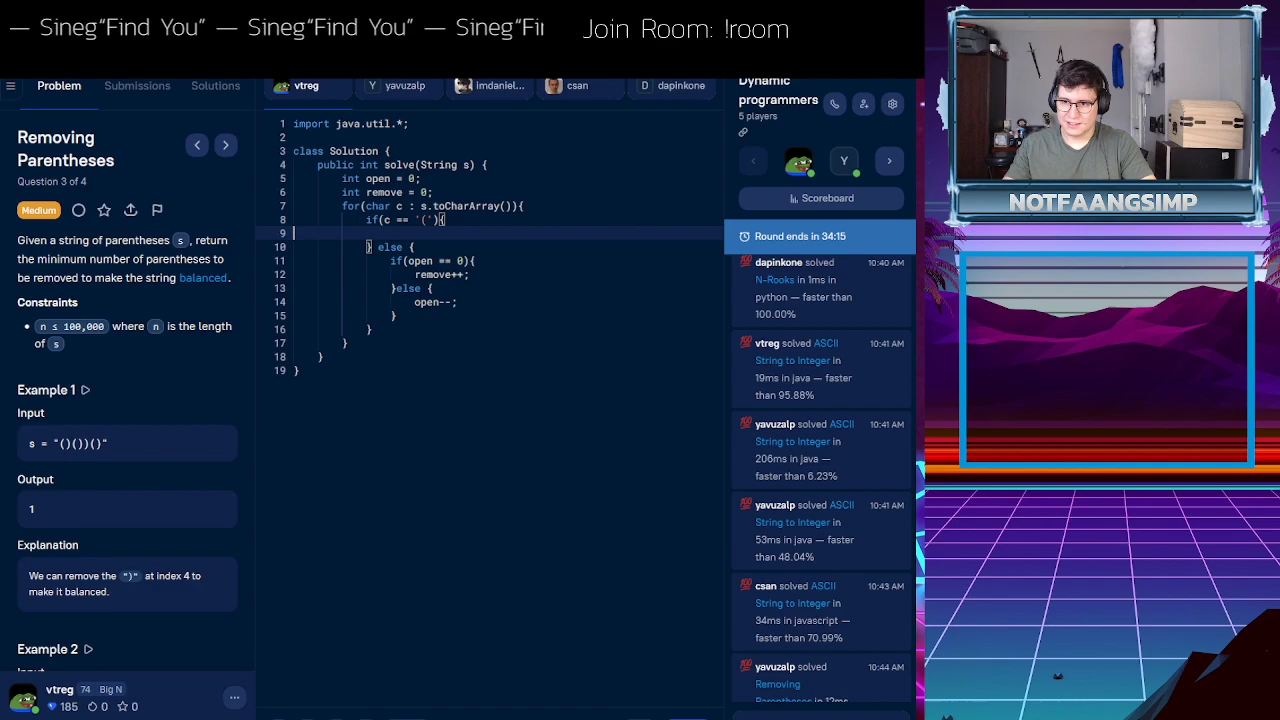 — Sineg“Find You” — Sineg“Find You” — Sineg“Fi
Join Room: !room
Problem
Submissions
Solutions
Removing
Parentheses
Question 3 of 4
Medium
Given a string of parentheses s, return
the minimum number of parentheses
to be removed to make the string balanced.
Constraints
n ≤ 100,000 where n is the length
of s
Example 1
Input
s = "()())()"
Output
1
Explanation
We can remove the ")" at index 4 to
make it balanced.
Example 2
vtreg 74 Big N
189 0 0
vtreg
Y yavuzalp
imdaniel...
csan
D dapinkone
1 import java.util.*;
2
3 class Solution {
4 public int solve(String s) {
5 int open = 0;
6 int remove = 0;
7 for(char c : s.toCharArray()){
8 if(c == '('){
9
10 } else {
11 if(open == 0){
12 remove++;
13 }else {
14 open--;
15 }
16 }
17 }
18 }
19 }
Dynamic
programmers
5 players
Y
Scoreboard
Round ends in 34:15
dapinkone solved 10:40 AM
N-Rooks in 1ms in
python — faster than
100.00%
vtreg solved ASCII 10:41 AM
String to Integer in
19ms in java — faster
than 95.88%
yavuzalp solved ASCII 10:41 AM
String to Integer in
206ms in java —
faster than 6.23%
yavuzalp solved ASCII 10:41 AM
String to Integer in
53ms in java — faster
than 48.04%
csan solved ASCII 10:43 AM
String to Integer in
34ms in javascript —
faster than 70.99%
yavuzalp solved 10:44 AM
Removing
Parentheses in 12ms
NOTFAANGSIMP